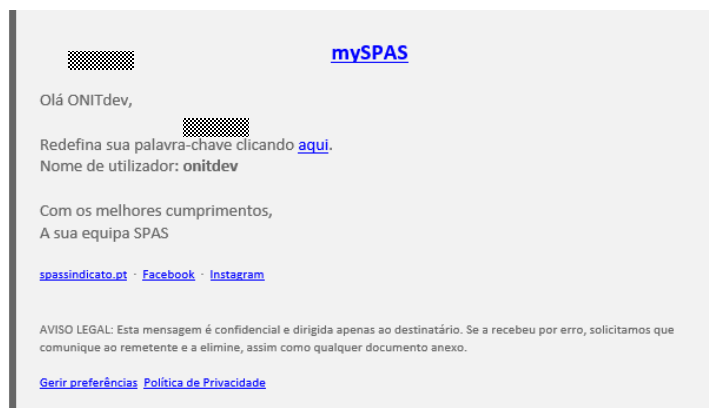 mySPAS
Olá ONITdev,
Redefina sua palavra-chave clicando aqui.
Nome de utilizador: onitdev
Com os melhores cumprimentos,
A sua equipa SPAS
spassindicato.pt · Facebook · Instagram
AVISO LEGAL: Esta mensagem é confidencial e dirigida apenas ao destinatário. Se a recebeu por erro, solicitamos que
comunique ao remetente e a elimine, assim como qualquer documento anexo.
Gerir preferências Política de Privacidade